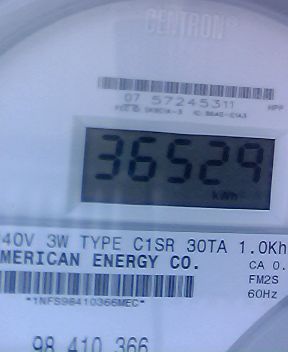 CENTRON®
07 57245311
HPP
36529
kWh
40V 3W TYPE C1SR 30TA 1.0Kh
MERICAN ENERGY CO.
CA 0.
FM2S
60Hz
*1NFS98410366MEC*
98 410 366